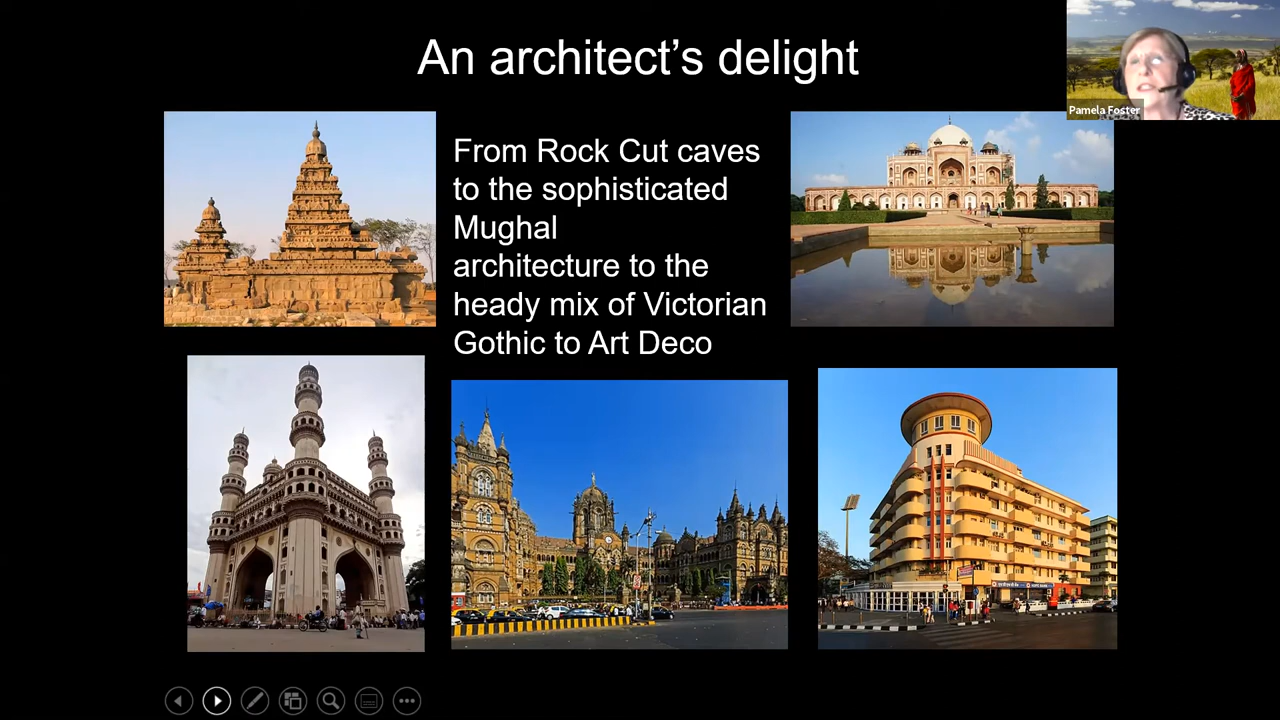 An architect’s delight
From Rock Cut caves
to the sophisticated
Mughal
architecture to the
heady mix of Victorian
Gothic to Art Deco
Pamela Foster